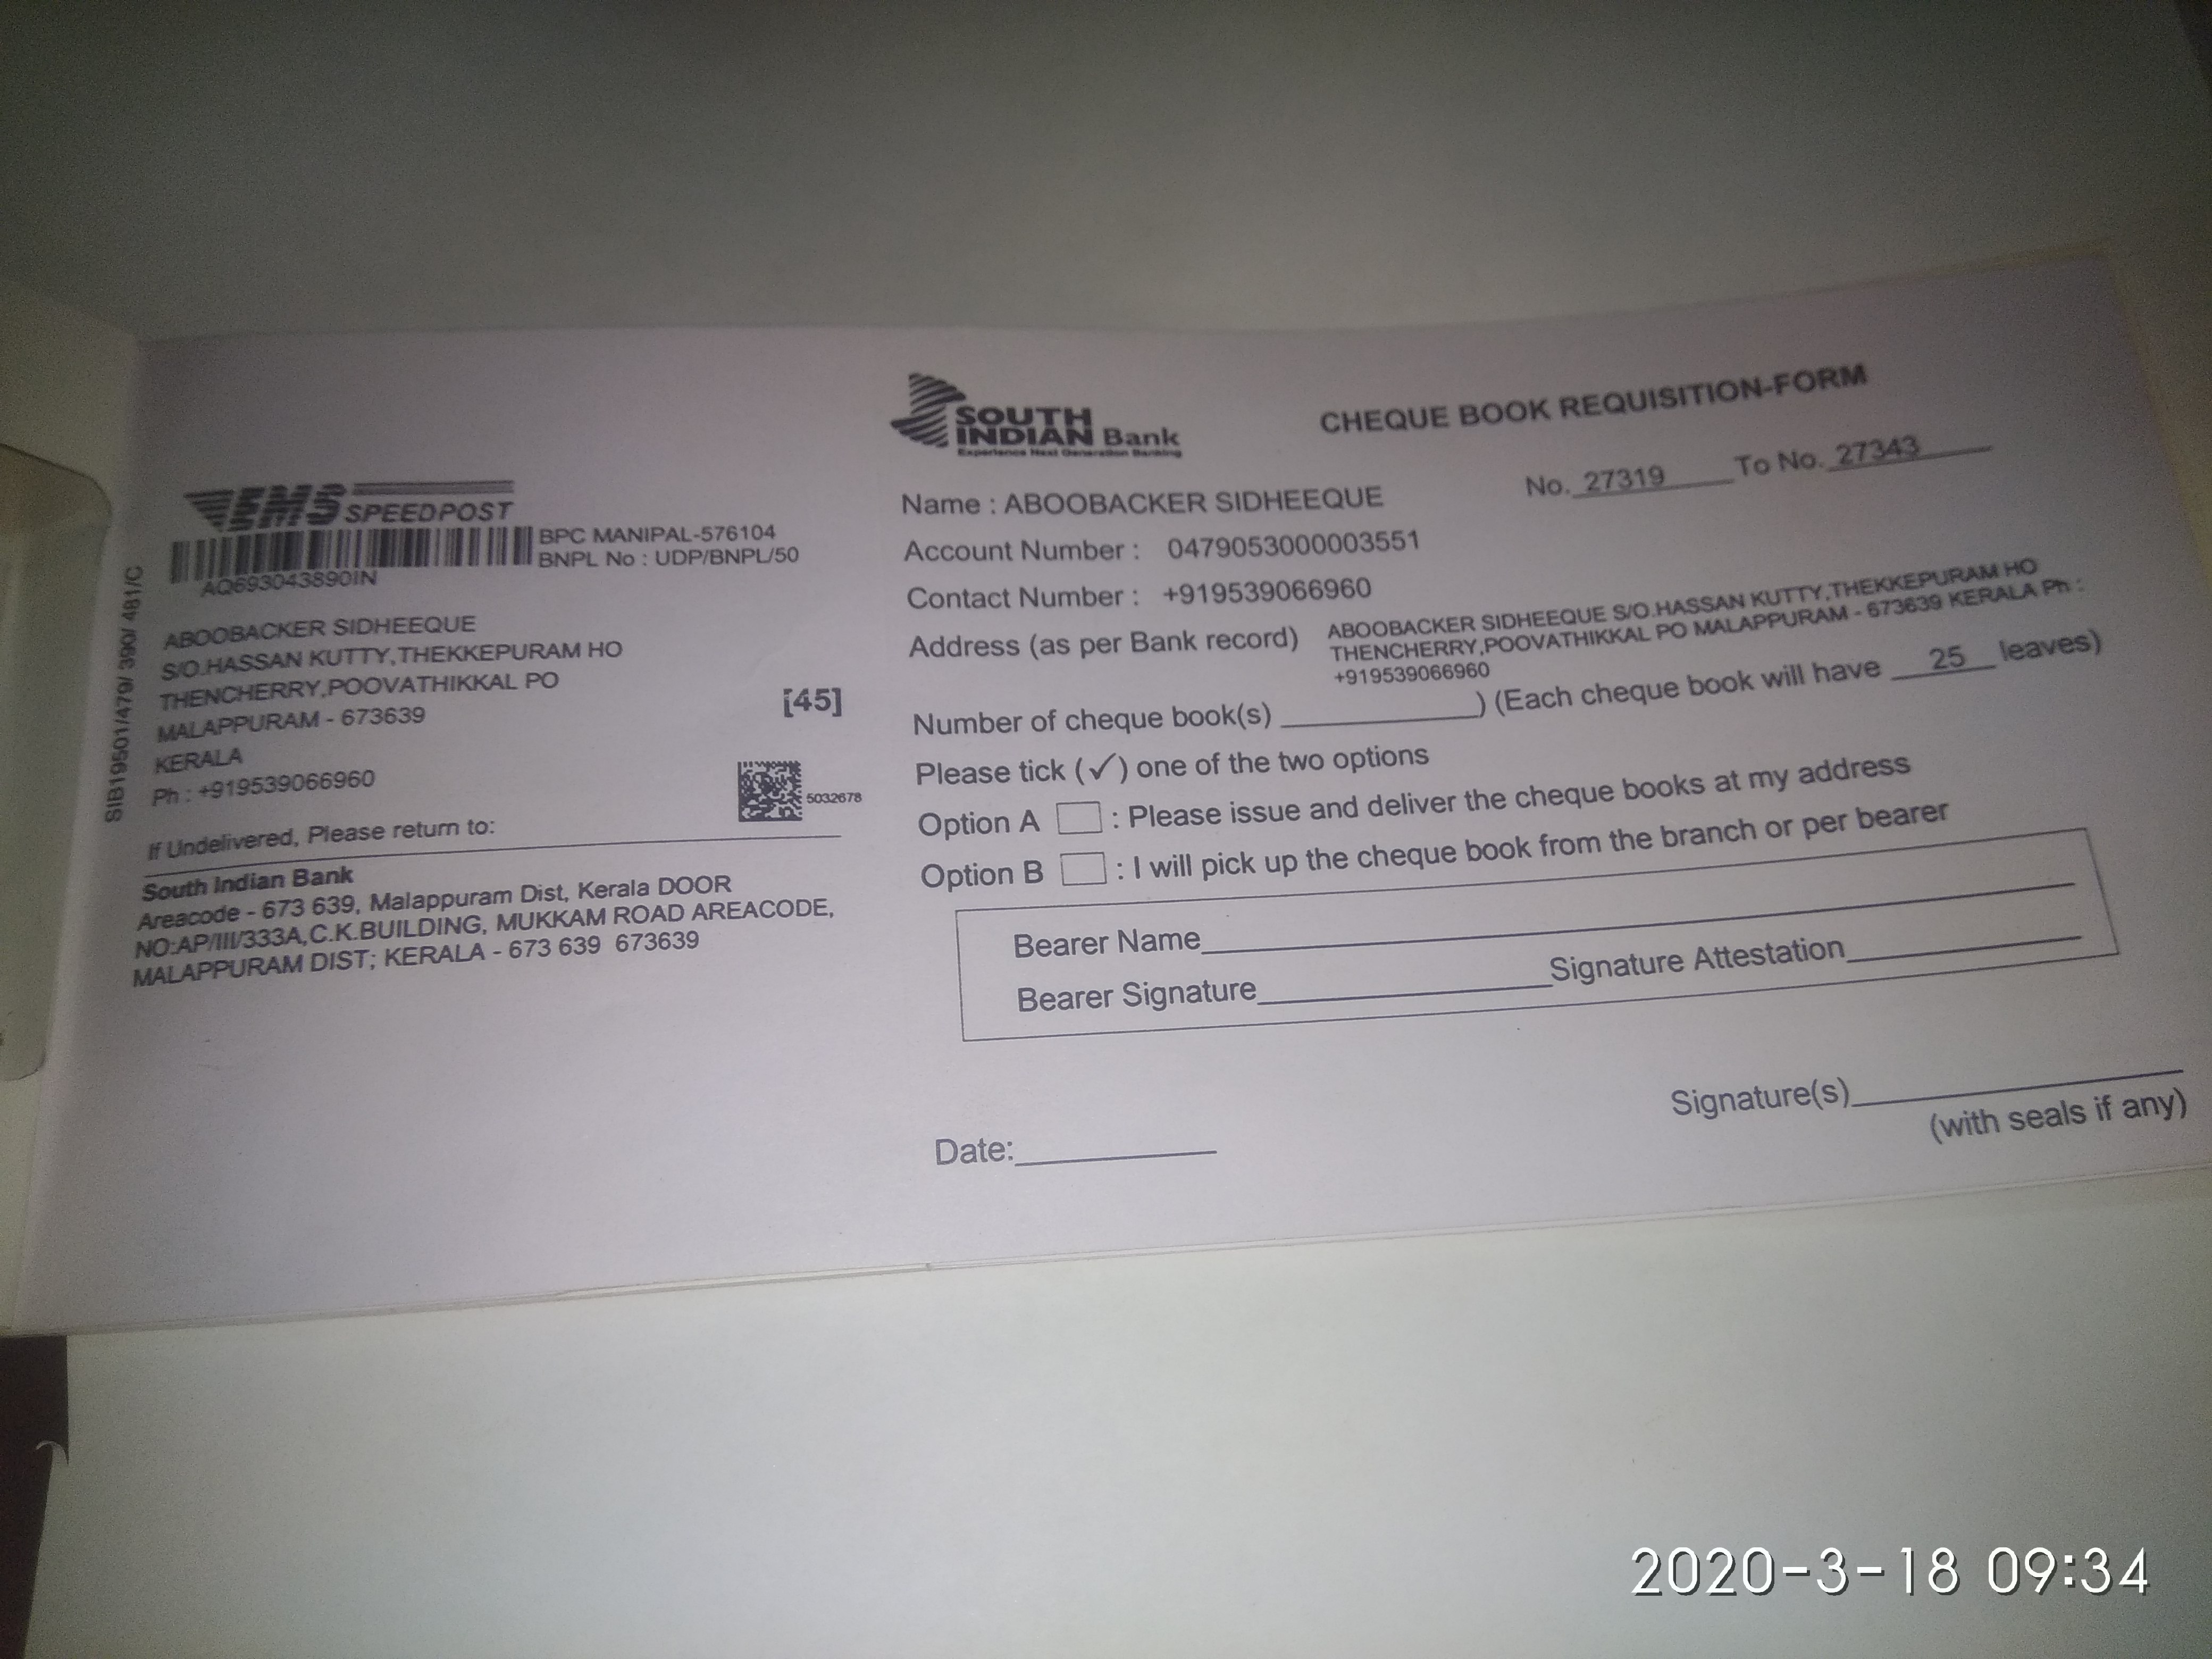 EMS SPEEDPOST
BPC MANIPAL-576104
BNPL No : UDP/BNPL/50
AQ693043890IN
SIB19501/479/ 390/ 481/C
ABOOBACKER SIDHEEQUE
S/O.HASSAN KUTTY,THEKKEPURAM HO
THENCHERRY,POOVATHIKKAL PO
MALAPPURAM - 673639
KERALA
Ph : +919539066960
[45]
5032678
If Undelivered, Please return to:
South Indian Bank
Areacode - 673 639, Malappuram Dist, Kerala DOOR
NO:AP/III/333A,C.K.BUILDING, MUKKAM ROAD AREACODE,
MALAPPURAM DIST; KERALA - 673 639 673639
SOUTH
INDIAN Bank
Experience Next Generation Banking
CHEQUE BOOK REQUISITION-FORM
No. 27319 To No. 27343
Name : ABOOBACKER SIDHEEQUE
Account Number : 0479053000003551
Contact Number : +919539066960
Address (as per Bank record) ABOOBACKER SIDHEEQUE S/O.HASSAN KUTTY,THEKKEPURAM HO
THENCHERRY,POOVATHIKKAL PO MALAPPURAM - 673639 KERALA Ph :
+919539066960
Number of cheque book(s) ____________) (Each cheque book will have 25 leaves)
Please tick (✓) one of the two options
Option A : Please issue and deliver the cheque books at my address
Option B : I will pick up the cheque book from the branch or per bearer
Bearer Name____________
Bearer Signature____________Signature Attestation____________
Signature(s)____________
(with seals if any)
Date:____________
2020-3-18 09:34